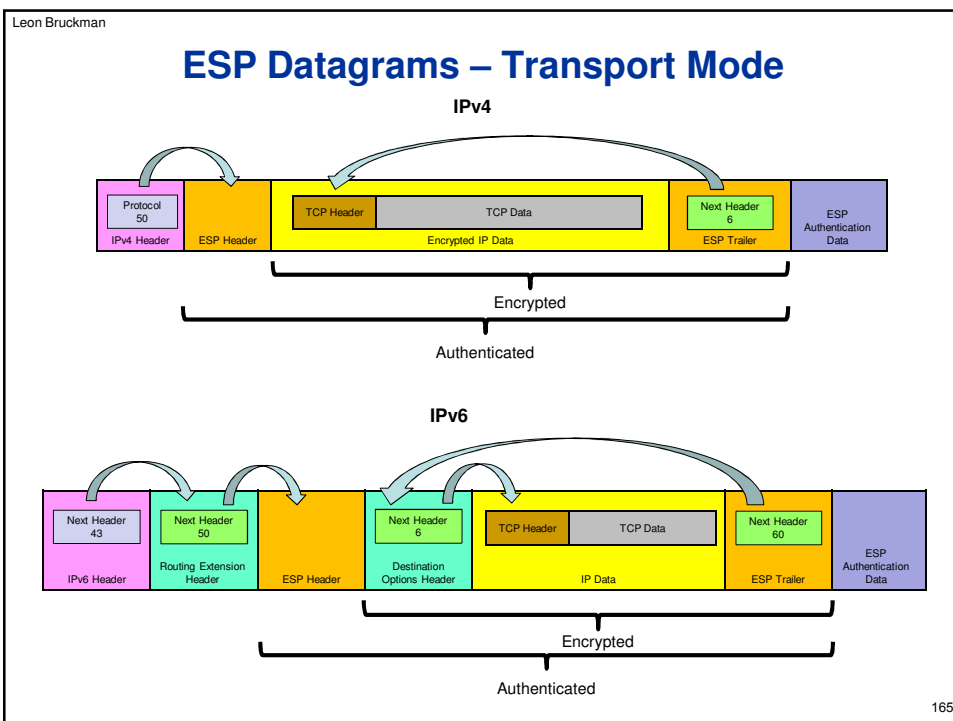 Leon Bruckman
ESP Datagrams – Transport Mode
IPv4
Protocol
50
IPv4 Header
ESP Header
TCP Header
TCP Data
Encrypted IP Data
Next Header
6
ESP Trailer
ESP
Authentication
Data
Encrypted
Authenticated
IPv6
Next Header
43
IPv6 Header
Next Header
50
Routing Extension
Header
ESP Header
Next Header
6
Destination
Options Header
TCP Header
TCP Data
IP Data
Next Header
60
ESP Trailer
ESP
Authentication
Data
Encrypted
Authenticated
165